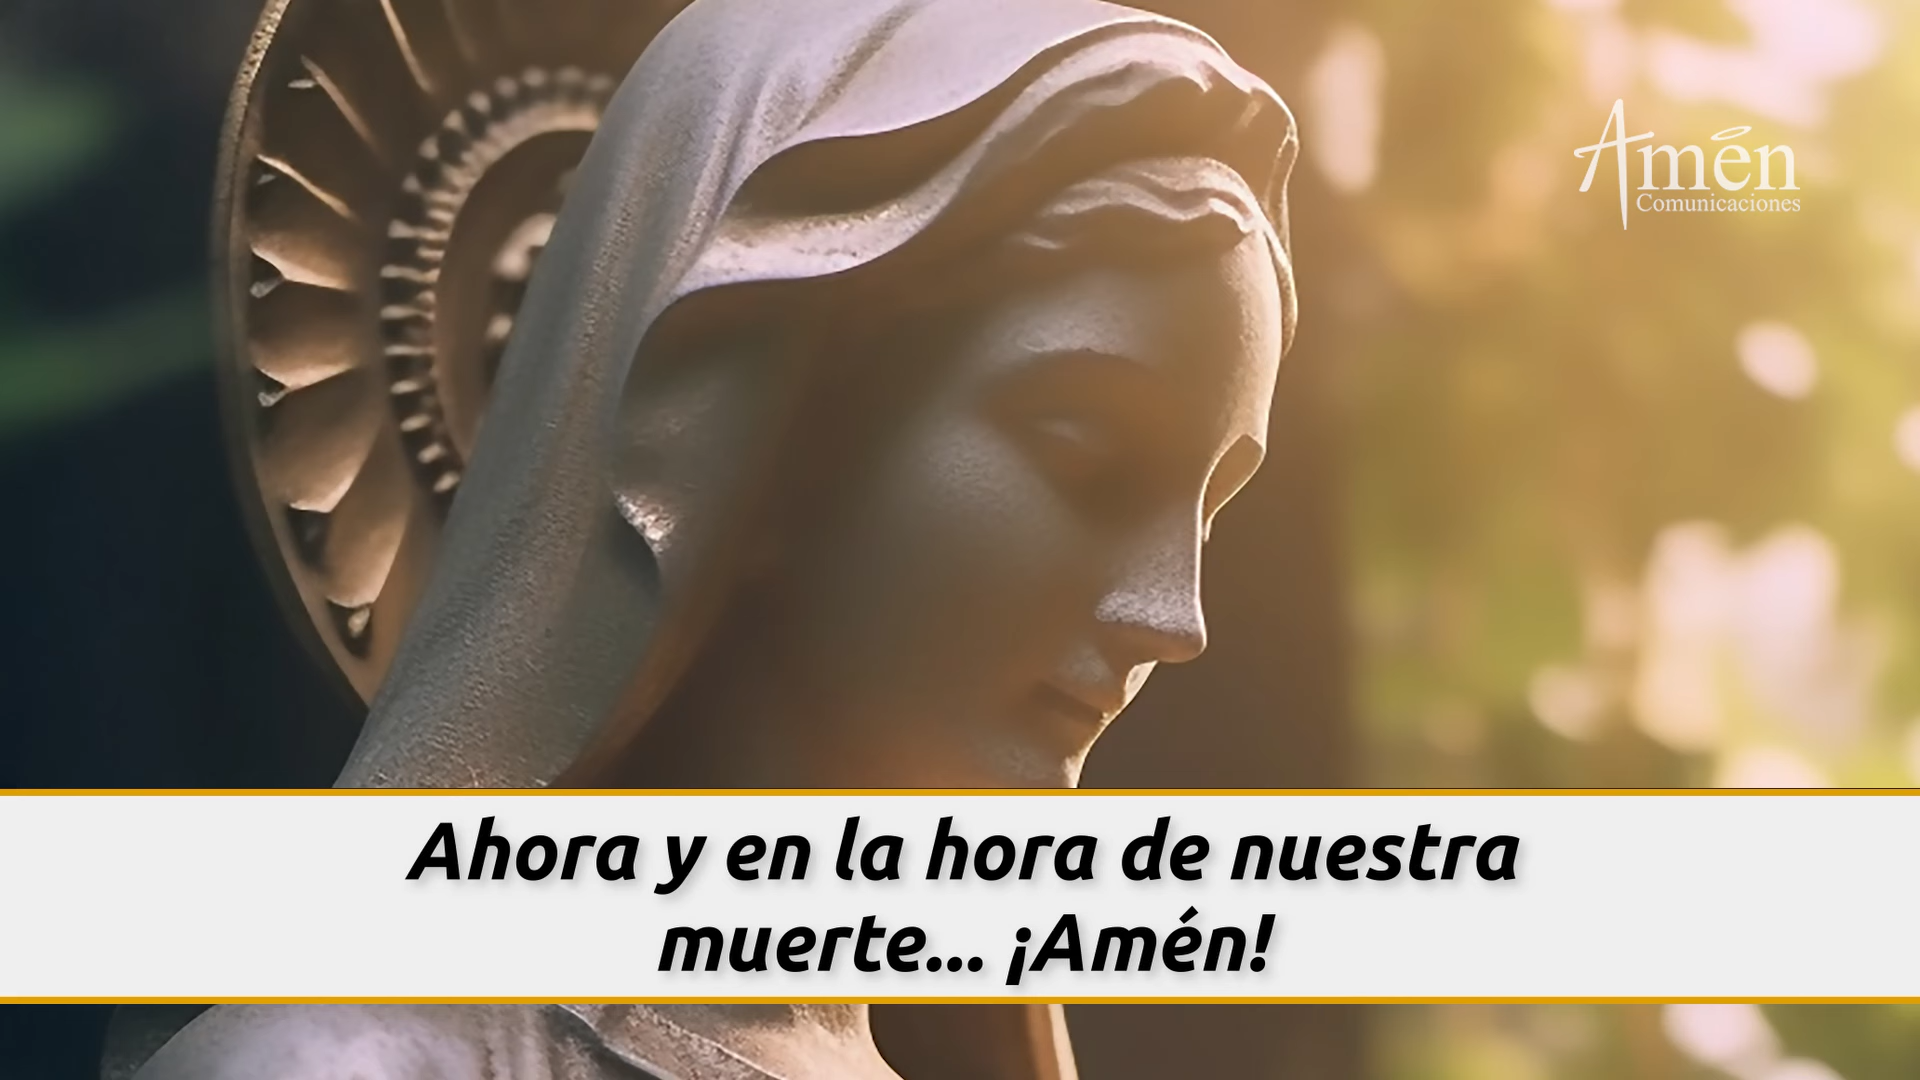 Amén
Comunicaciones
Ahora y en la hora de nuestra
muerte... ¡Amén!